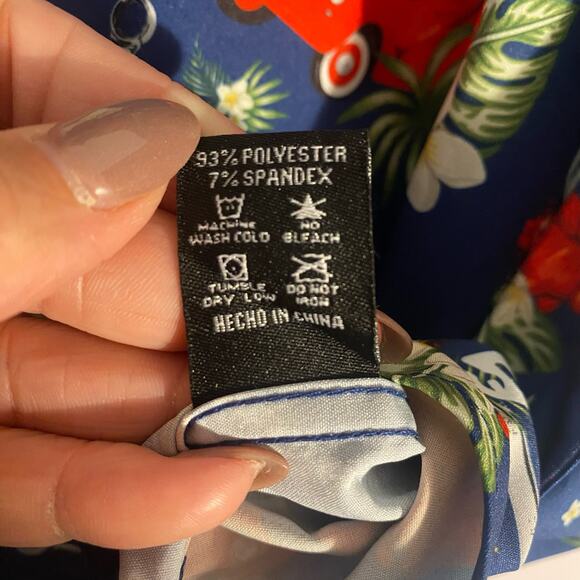 93% POLYESTER
7% SPANDEX
MACHINE WASH COLD
NO BLEACH
TUMBLE DRY LOW
DO NOT IRON
HECHO IN CHINA